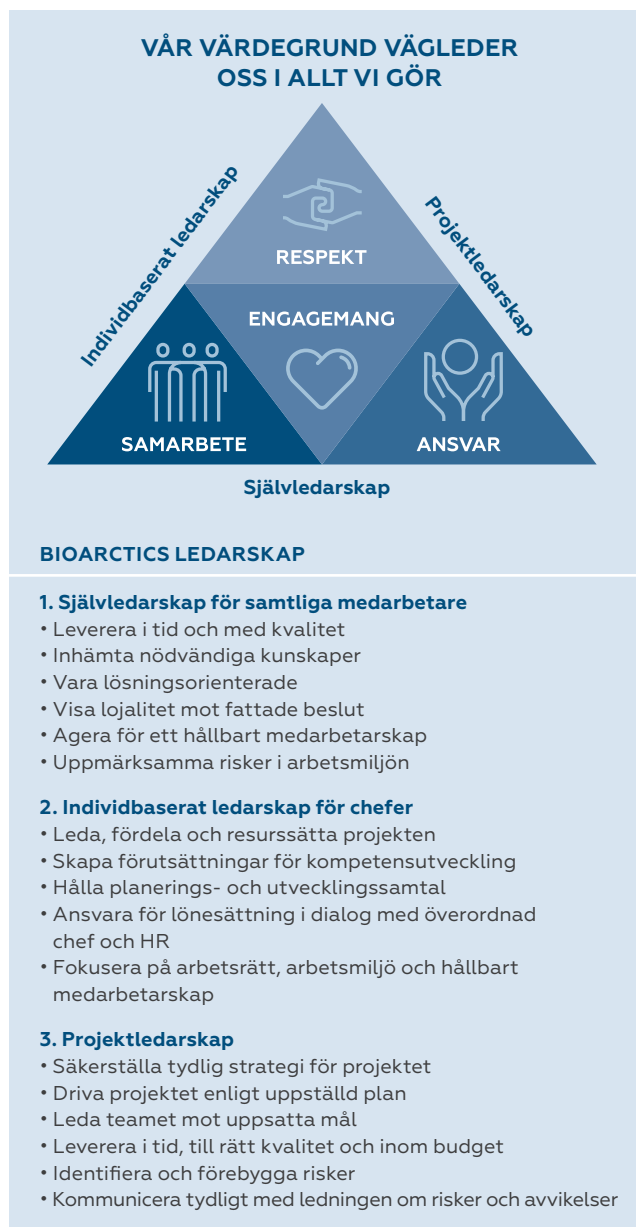 VÅR VÄRDEGRUND VÄGLEDER
OSS I ALLT VI GÖR
Individbaserat ledarskap
Projektledarskap
RESPEKT
ENGAGEMANG
SAMARBETE
ANSVAR
Självledarskap
BIOARCTICS LEDARSKAP
1. Självledarskap för samtliga medarbetare
• Leverera i tid och med kvalitet
• Inhämta nödvändiga kunskaper
• Vara lösningsorienterade
• Visa lojalitet mot fattade beslut
• Agera för ett hållbart medarbetarskap
• Uppmärksamma risker i arbetsmiljön
2. Individbaserat ledarskap för chefer
• Leda, fördela och resurssätta projekten
• Skapa förutsättningar för kompetensutveckling
• Hålla planerings- och utvecklingssamtal
• Ansvara för lönesättning i dialog med överordnad
chef och HR
• Fokusera på arbetsrätt, arbetsmiljö och hållbart
medarbetarskap
3. Projektledarskap
• Säkerställa tydlig strategi för projektet
• Driva projektet enligt uppställd plan
• Leda teamet mot uppsatta mål
• Leverera i tid, till rätt kvalitet och inom budget
• Identifiera och förebygga risker
• Kommunicera tydligt med ledningen om risker och avvikelser